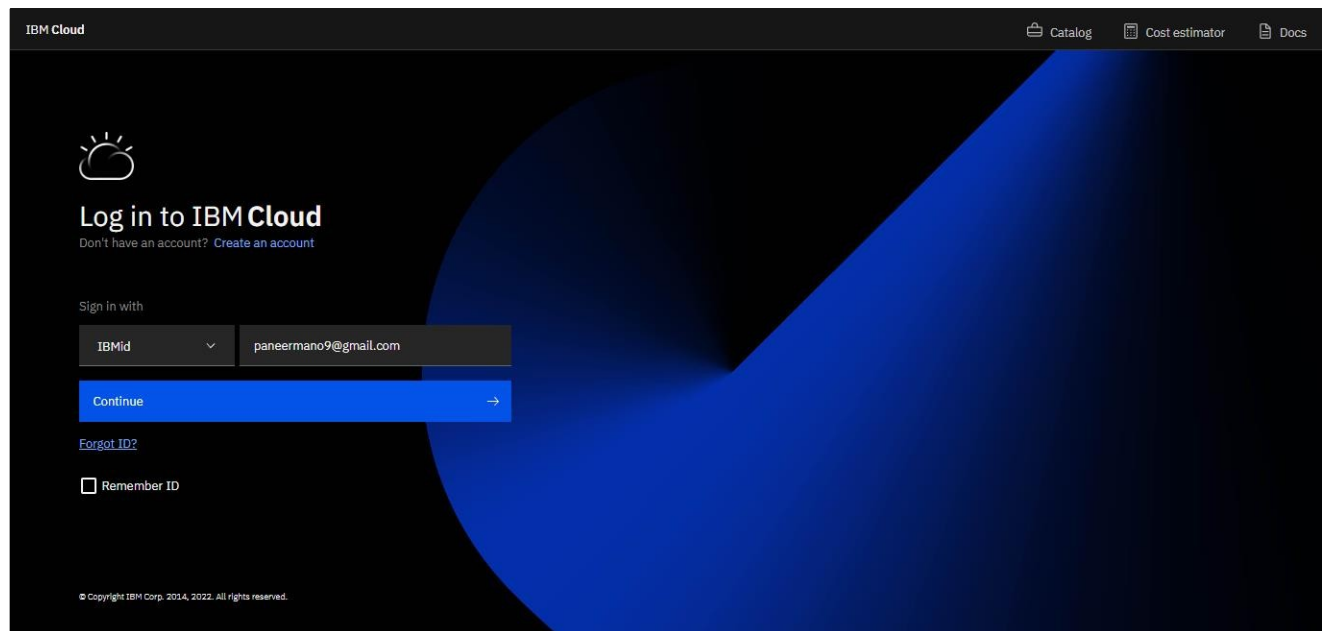 IBM Cloud Catalog Cost estimator Docs
Log in to IBM Cloud
Don't have an account? Create an account
Sign in with
IBMid paneermano9@gmail.com
Continue
Forgot ID?
Remember ID
© Copyright IBM Corp. 2014, 2022. All rights reserved.